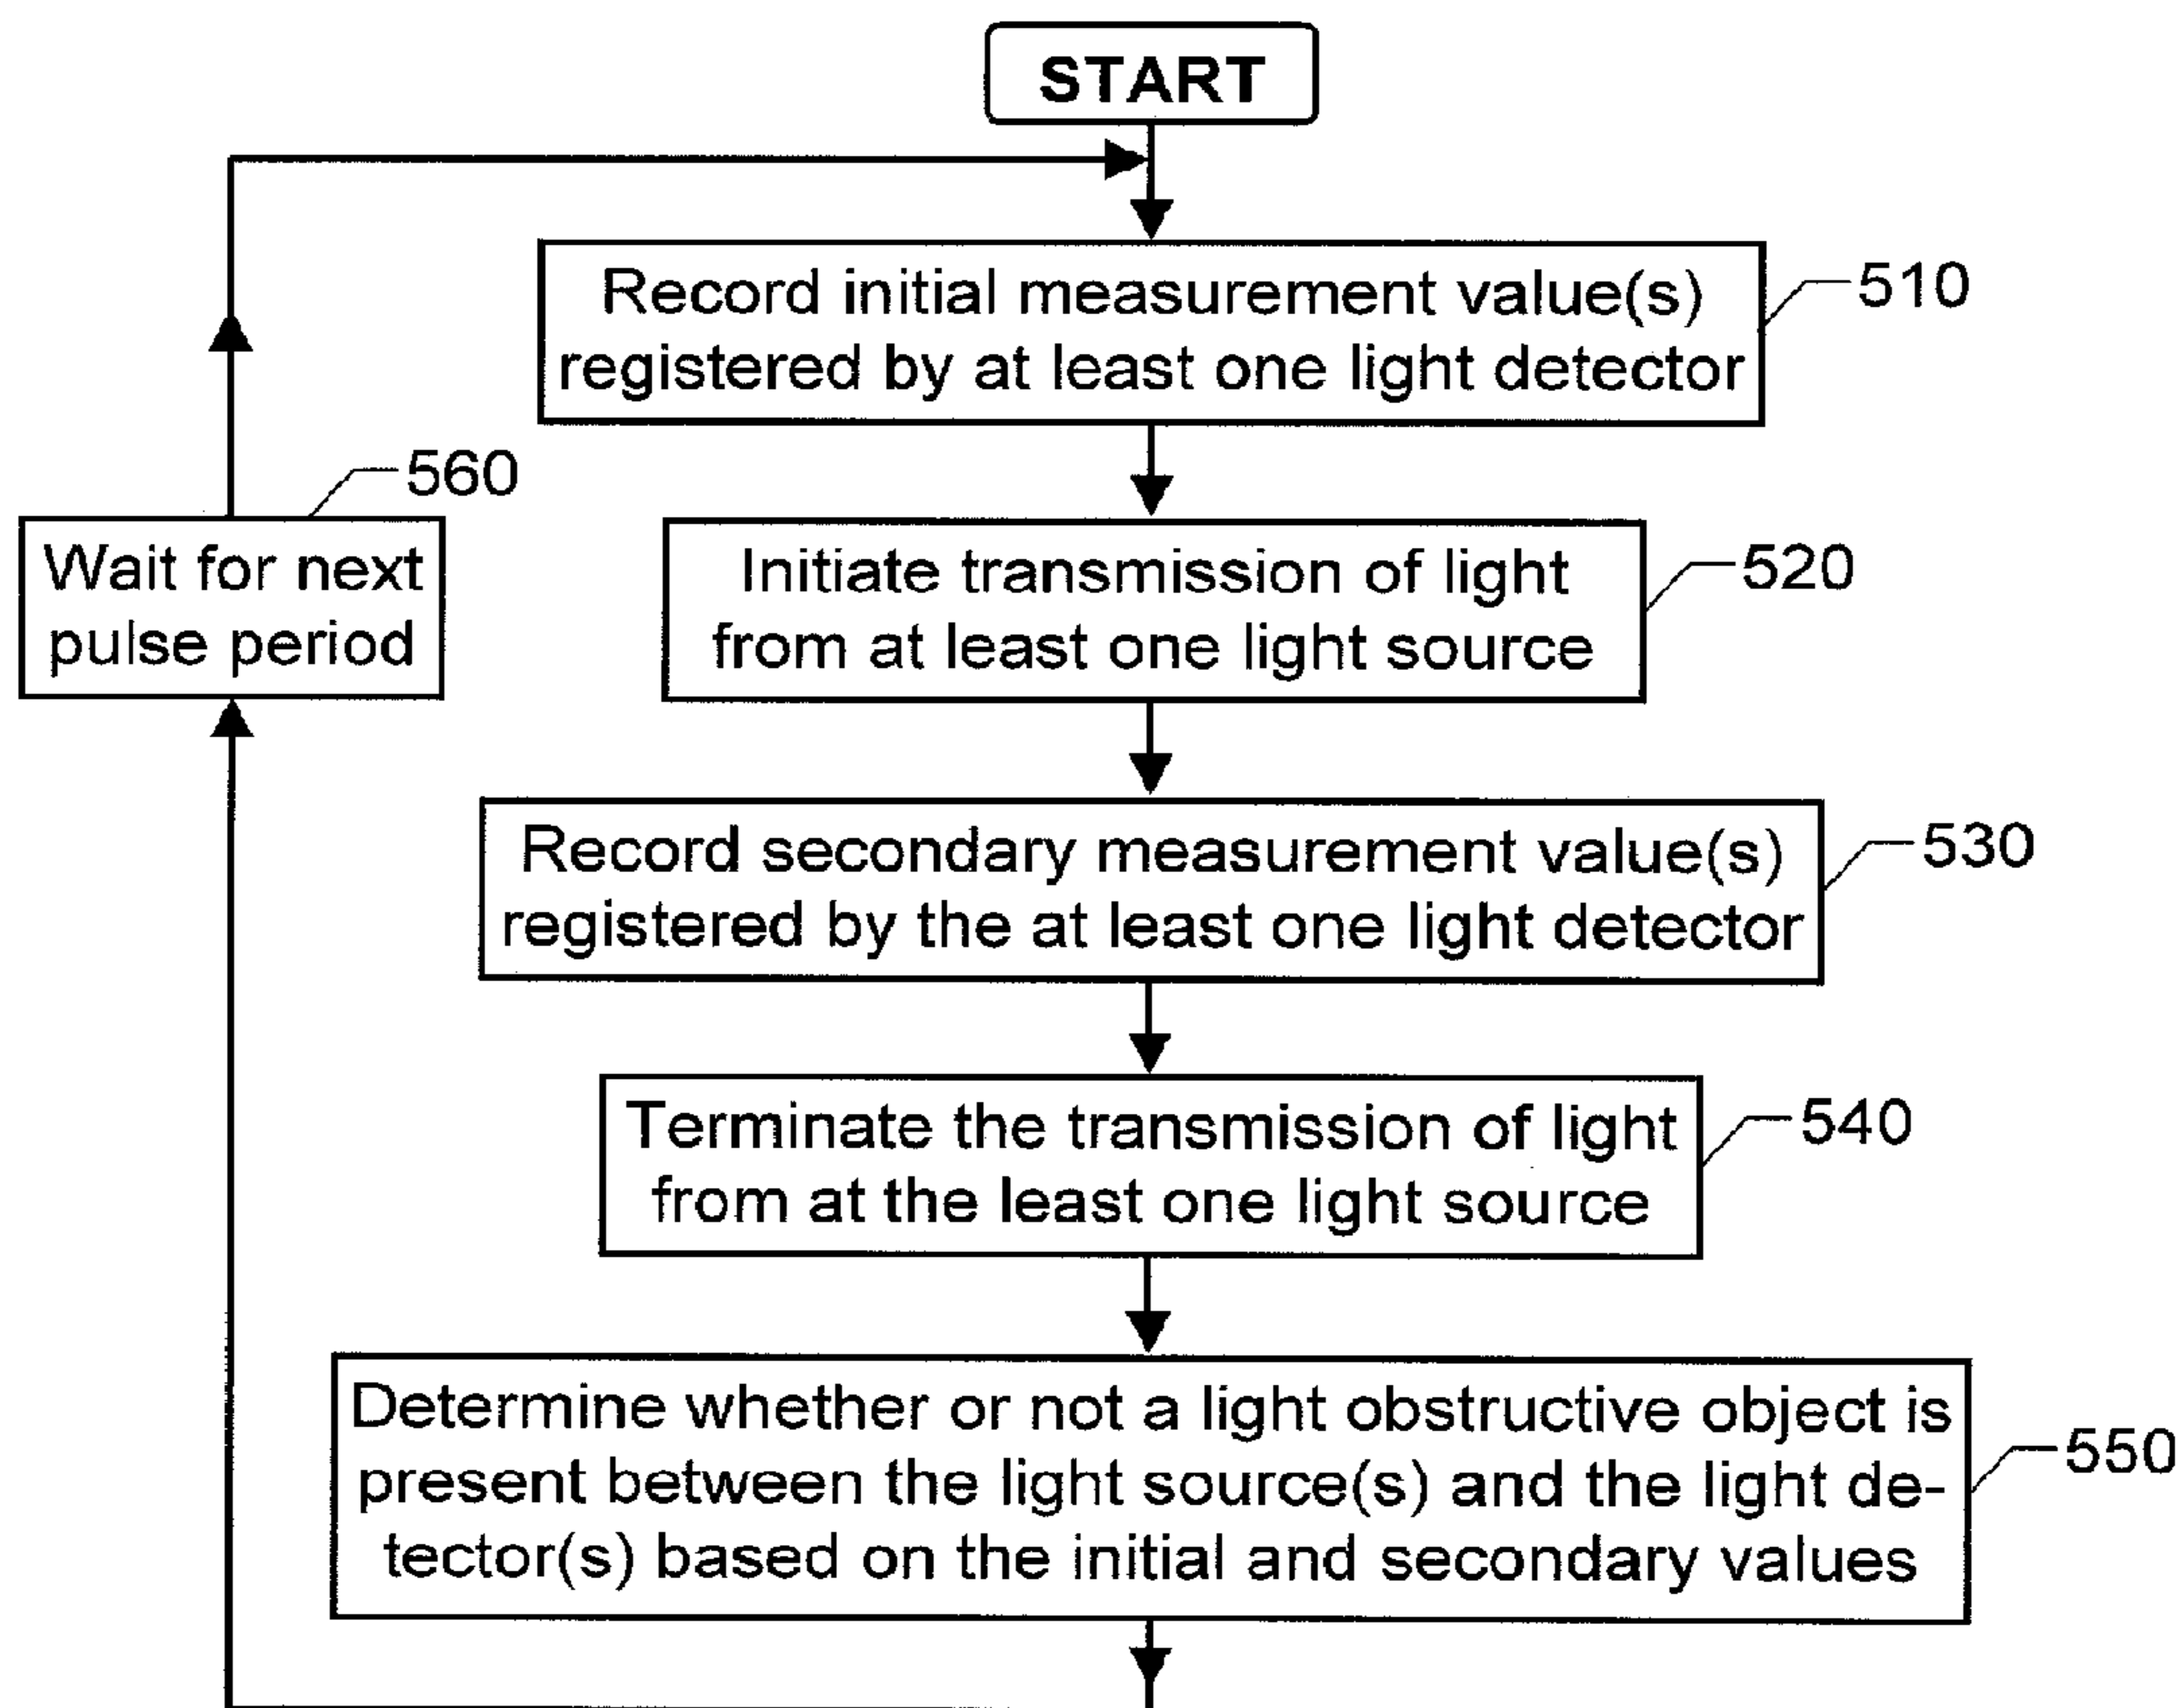 START
Record initial measurement value(s)
registered by at least one light detector
510
560
Wait for next
pulse period
Initiate transmission of light
from at least one light source
520
Record secondary measurement value(s)
registered by the at least one light detector
530
Terminate the transmission of light
from at the least one light source
540
Determine whether or not a light obstructive object is
present between the light source(s) and the light de-
tector(s) based on the initial and secondary values
550